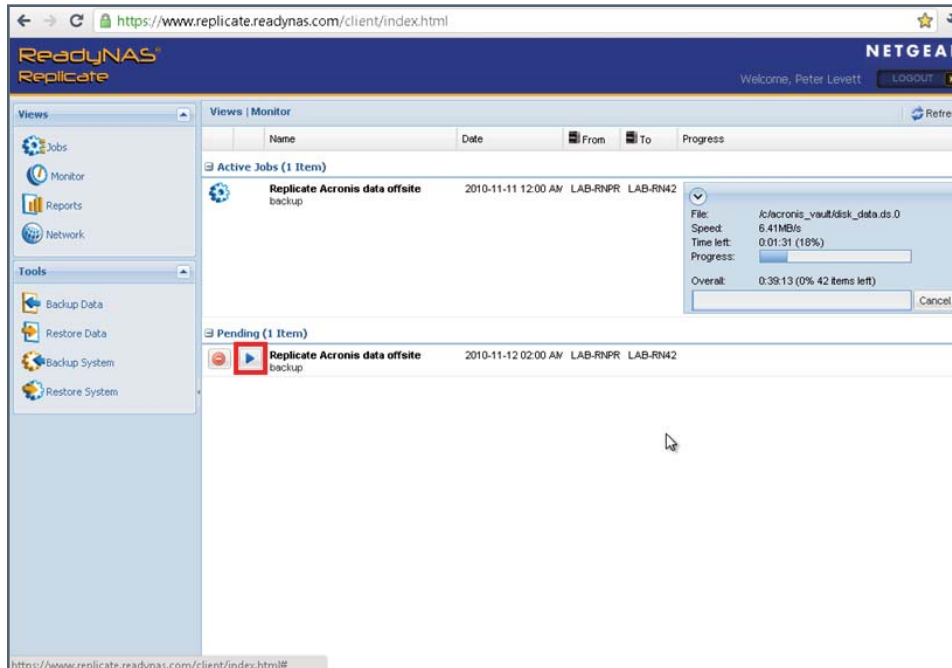 https://www.replicate.readynas.com/client/index.html
ReadyNAS®
Replicate
NETGEAR
Welcome, Peter Levett LOGOUT
Views
Jobs
Monitor
Reports
Network
Tools
Backup Data
Restore Data
Backup System
Restore System
Views | Monitor
Refre
Name Date From To Progress
Active Jobs (1 Item)
Replicate Acronis data offsite 2010-11-11 12:00 AM LAB-RNPR LAB-RN42
backup
File: /c/acronis_vault/disk_data.ds.0
Speed: 6.41MB/s
Time left: 0:01:31 (18%)
Progress:
Overall: 0:39:13 (0% 42 items left)
Cancel
Pending (1 Item)
Replicate Acronis data offsite 2010-11-12 02:00 AM LAB-RNPR LAB-RN42
backup
https://www.replicate.readynas.com/client/index.html#